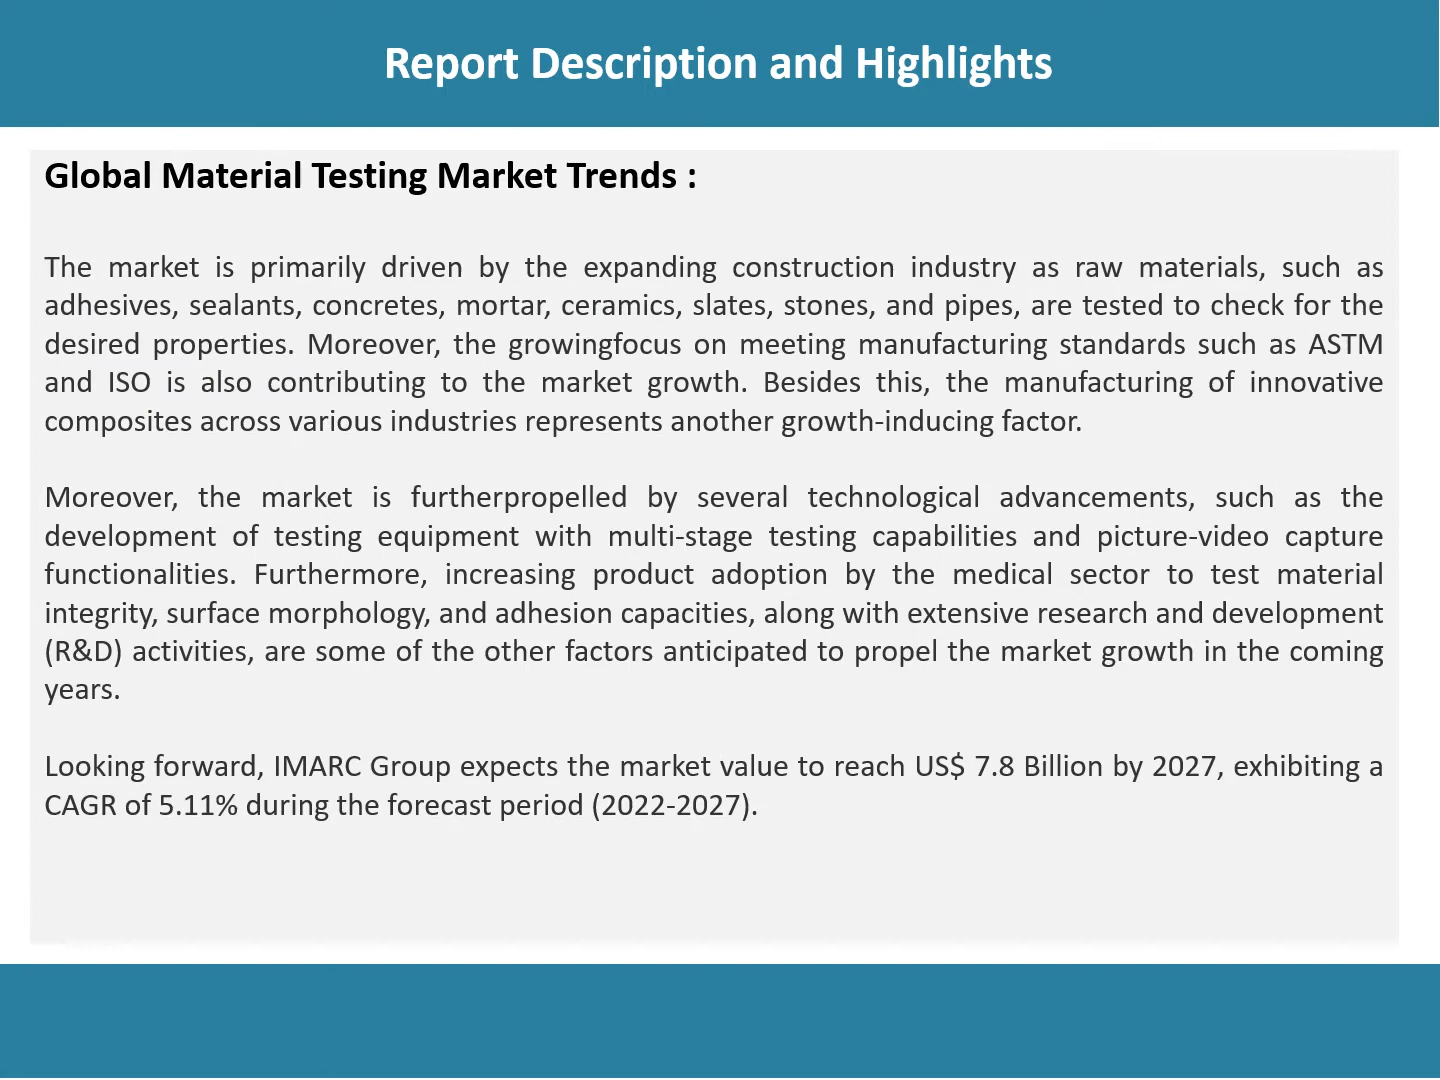 Report Description and Highlights
Global Material Testing Market Trends :
The market is primarily driven by the expanding construction industry as raw materials, such as
adhesives, sealants, concretes, mortar, ceramics, slates, stones, and pipes, are tested to check for the
desired properties. Moreover, the growingfocus on meeting manufacturing standards such as ASTM
and ISO is also contributing to the market growth. Besides this, the manufacturing of innovative
composites across various industries represents another growth-inducing factor.
Moreover, the market is furtherpropelled by several technological advancements, such as the
development of testing equipment with multi-stage testing capabilities and picture-video capture
functionalities. Furthermore, increasing product adoption by the medical sector to test material
integrity, surface morphology, and adhesion capacities, along with extensive research and development
(R&D) activities, are some of the other factors anticipated to propel the market growth in the coming
years.
Looking forward, IMARC Group expects the market value to reach US$ 7.8 Billion by 2027, exhibiting a
CAGR of 5.11% during the forecast period (2022-2027).